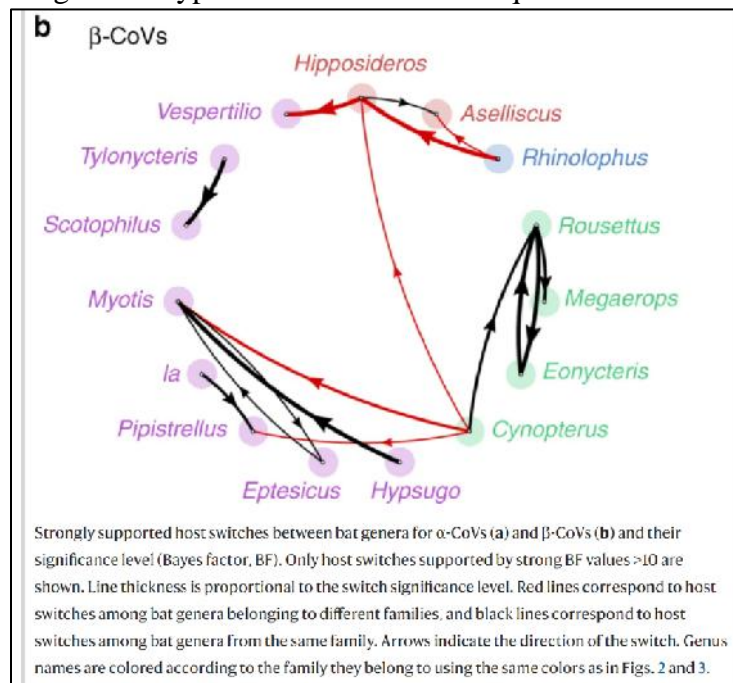 b β-CoVs
Hipposideros
Vespertilio
Aselliscus
Tylonycteris
Rhinolophus
Scotophilus
Rousettus
Myotis
Megaerops
Ia
Eonycteris
Pipistrellus
Cynopterus
Eptesicus Hypsugo
Strongly supported host switches between bat genera for α-CoVs (a) and β-CoVs (b) and their
significance level (Bayes factor, BF). Only host switches supported by strong BF values >10 are
shown. Line thickness is proportional to the switch significance level. Red lines correspond to host
switches among bat genera belonging to different families, and black lines correspond to host
switches among bat genera from the same family. Arrows indicate the direction of the switch. Genus
names are colored according to the family they belong to using the same colors as in Figs. 2 and 3.